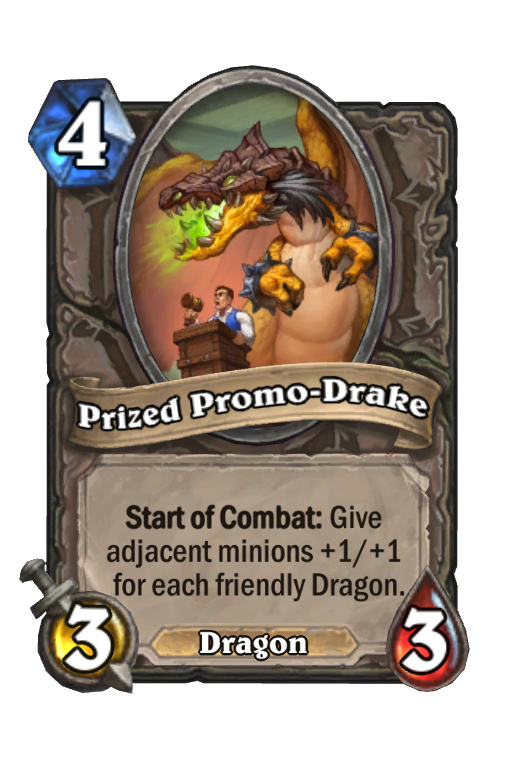 4
Prized Promo-Drake
Start of Combat: Give
adjacent minions +1/+1
for each friendly Dragon.
3
Dragon
3